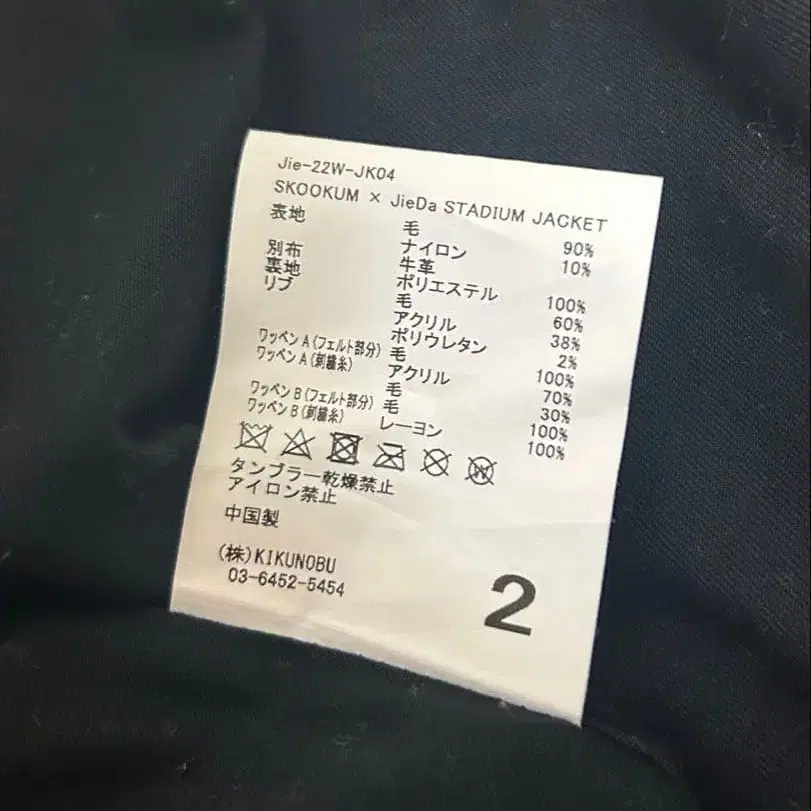 Jie-22W-JK04
SKOOKUM × JieDa STADIUM JACKET
表地 毛 90%
ナイロン 10%
別布 牛革
裏地 ポリエステル 100%
リブ 毛 60%
アクリル 38%
ポリウレタン 2%
ワッペンA(フェルト部分) 毛 100%
ワッペンA(刺繍糸) アクリル 70%
毛 30%
ワッペンB(フェルト部分) 毛 100%
ワッペンB(刺繍糸) レーヨン 100%
W
タンブラー乾燥禁止
アイロン禁止
中国製
(株)KIKUNOBU
03-6452-5454
2